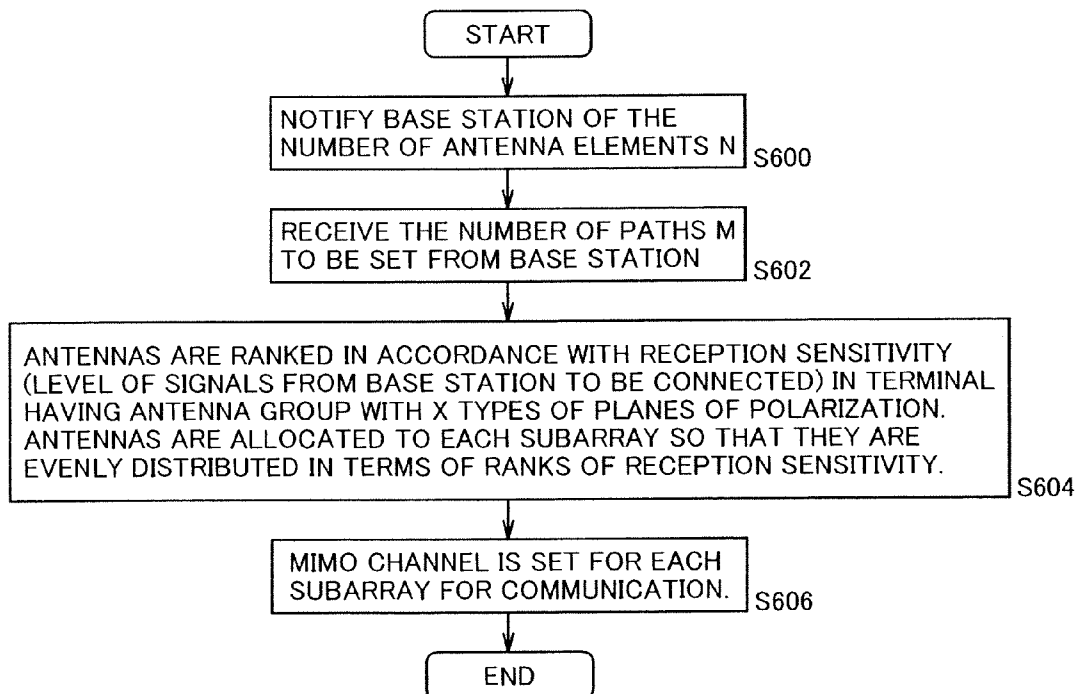 START
NOTIFY BASE STATION OF THE
NUMBER OF ANTENNA ELEMENTS N
S600
RECEIVE THE NUMBER OF PATHS M
TO BE SET FROM BASE STATION
S602
ANTENNAS ARE RANKED IN ACCORDANCE WITH RECEPTION SENSITIVITY
(LEVEL OF SIGNALS FROM BASE STATION TO BE CONNECTED) IN TERMINAL
HAVING ANTENNA GROUP WITH X TYPES OF PLANES OF POLARIZATION.
ANTENNAS ARE ALLOCATED TO EACH SUBARRAY SO THAT THEY ARE
EVENLY DISTRIBUTED IN TERMS OF RANKS OF RECEPTION SENSITIVITY.
S604
MIMO CHANNEL IS SET FOR EACH
SUBARRAY FOR COMMUNICATION.
S606
END